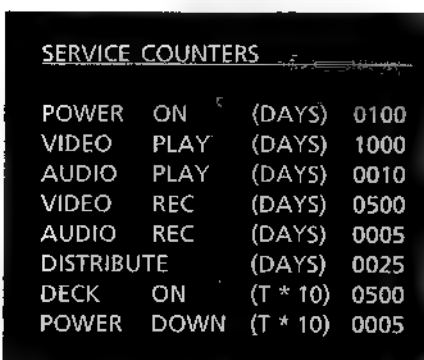 SERVICE COUNTERS
POWER ON (DAYS) 0100
VIDEO PLAY (DAYS) 1000
AUDIO PLAY (DAYS) 0010
VIDEO REC (DAYS) 0500
AUDIO REC (DAYS) 0005
DISTRIBUTE (DAYS) 0025
DECK ON (T * 10) 0500
POWER DOWN (T * 10) 0005